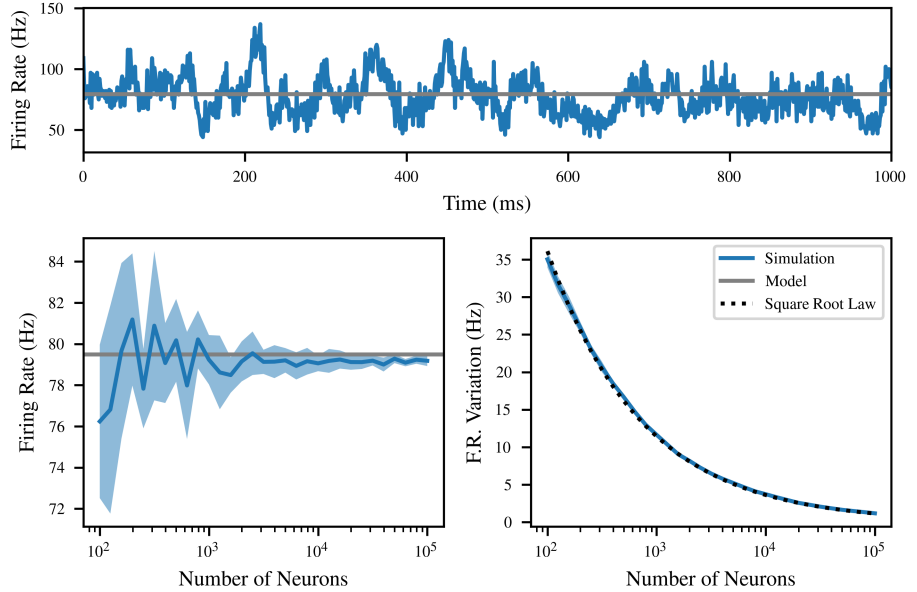 150
100
50
Firing Rate (Hz)
0 200 400 600 800 1000
Time (ms)
84
82
80
78
76
74
72
Firing Rate (Hz)
10² 10³ 10⁴ 10⁵
Number of Neurons
35
30
25
20
15
10
5
0
F.R. Variation (Hz)
Simulation
Model
Square Root Law
10² 10³ 10⁴ 10⁵
Number of Neurons